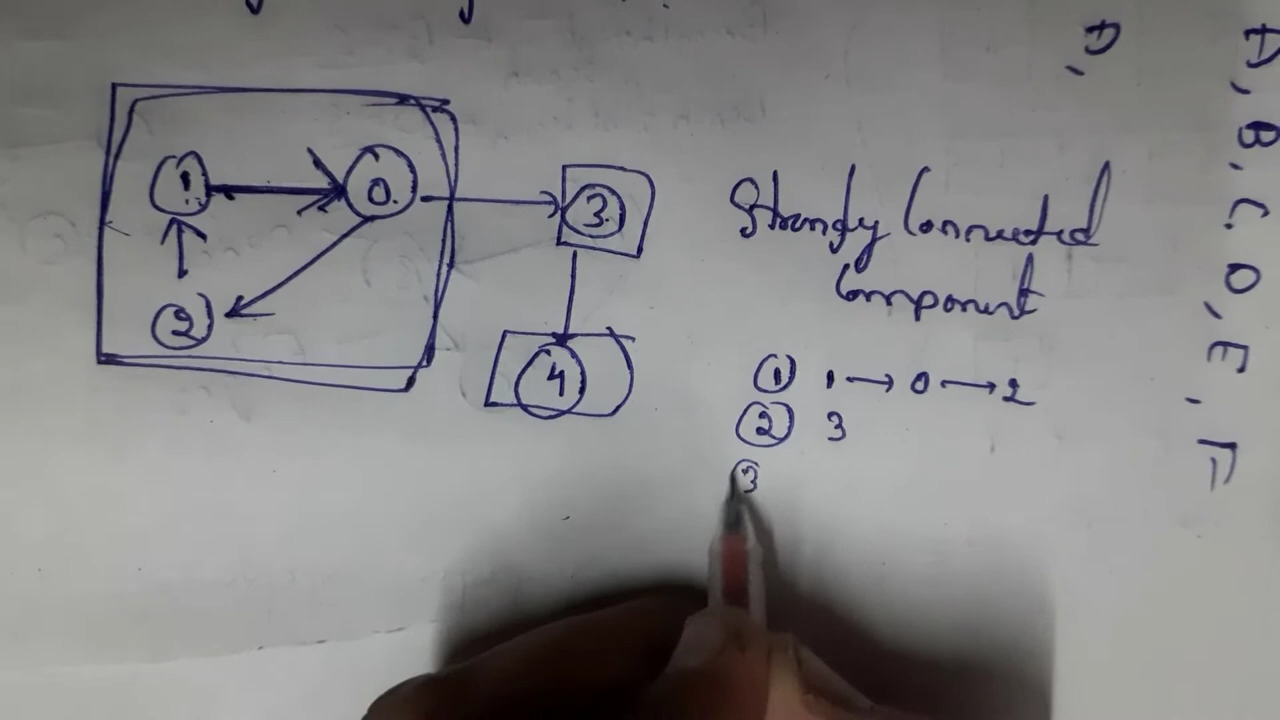 1 0
3
2
4
Strongly Connected
Component
① 1 → 0 → 2
② 3
③
A, B, C, D, E, F
D,